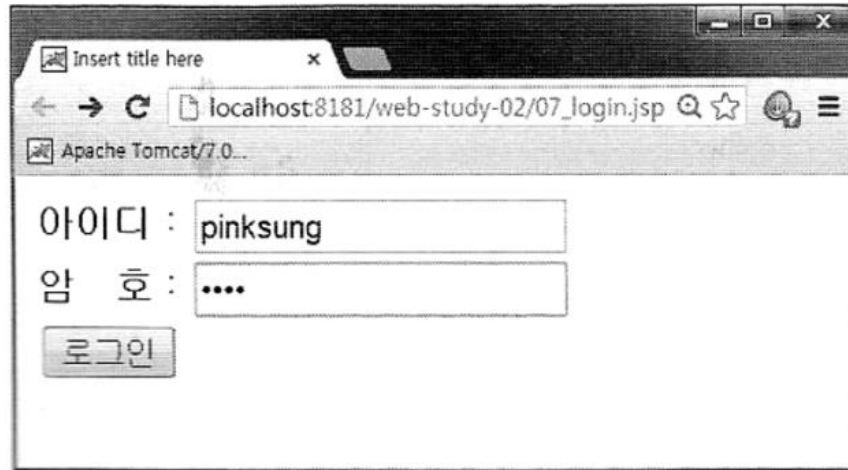 Insert title here
localhost:8181/web-study-02/07_login.jsp
Apache Tomcat/7.0...
아이디 : pinksung
암 호 : ••••
로그인